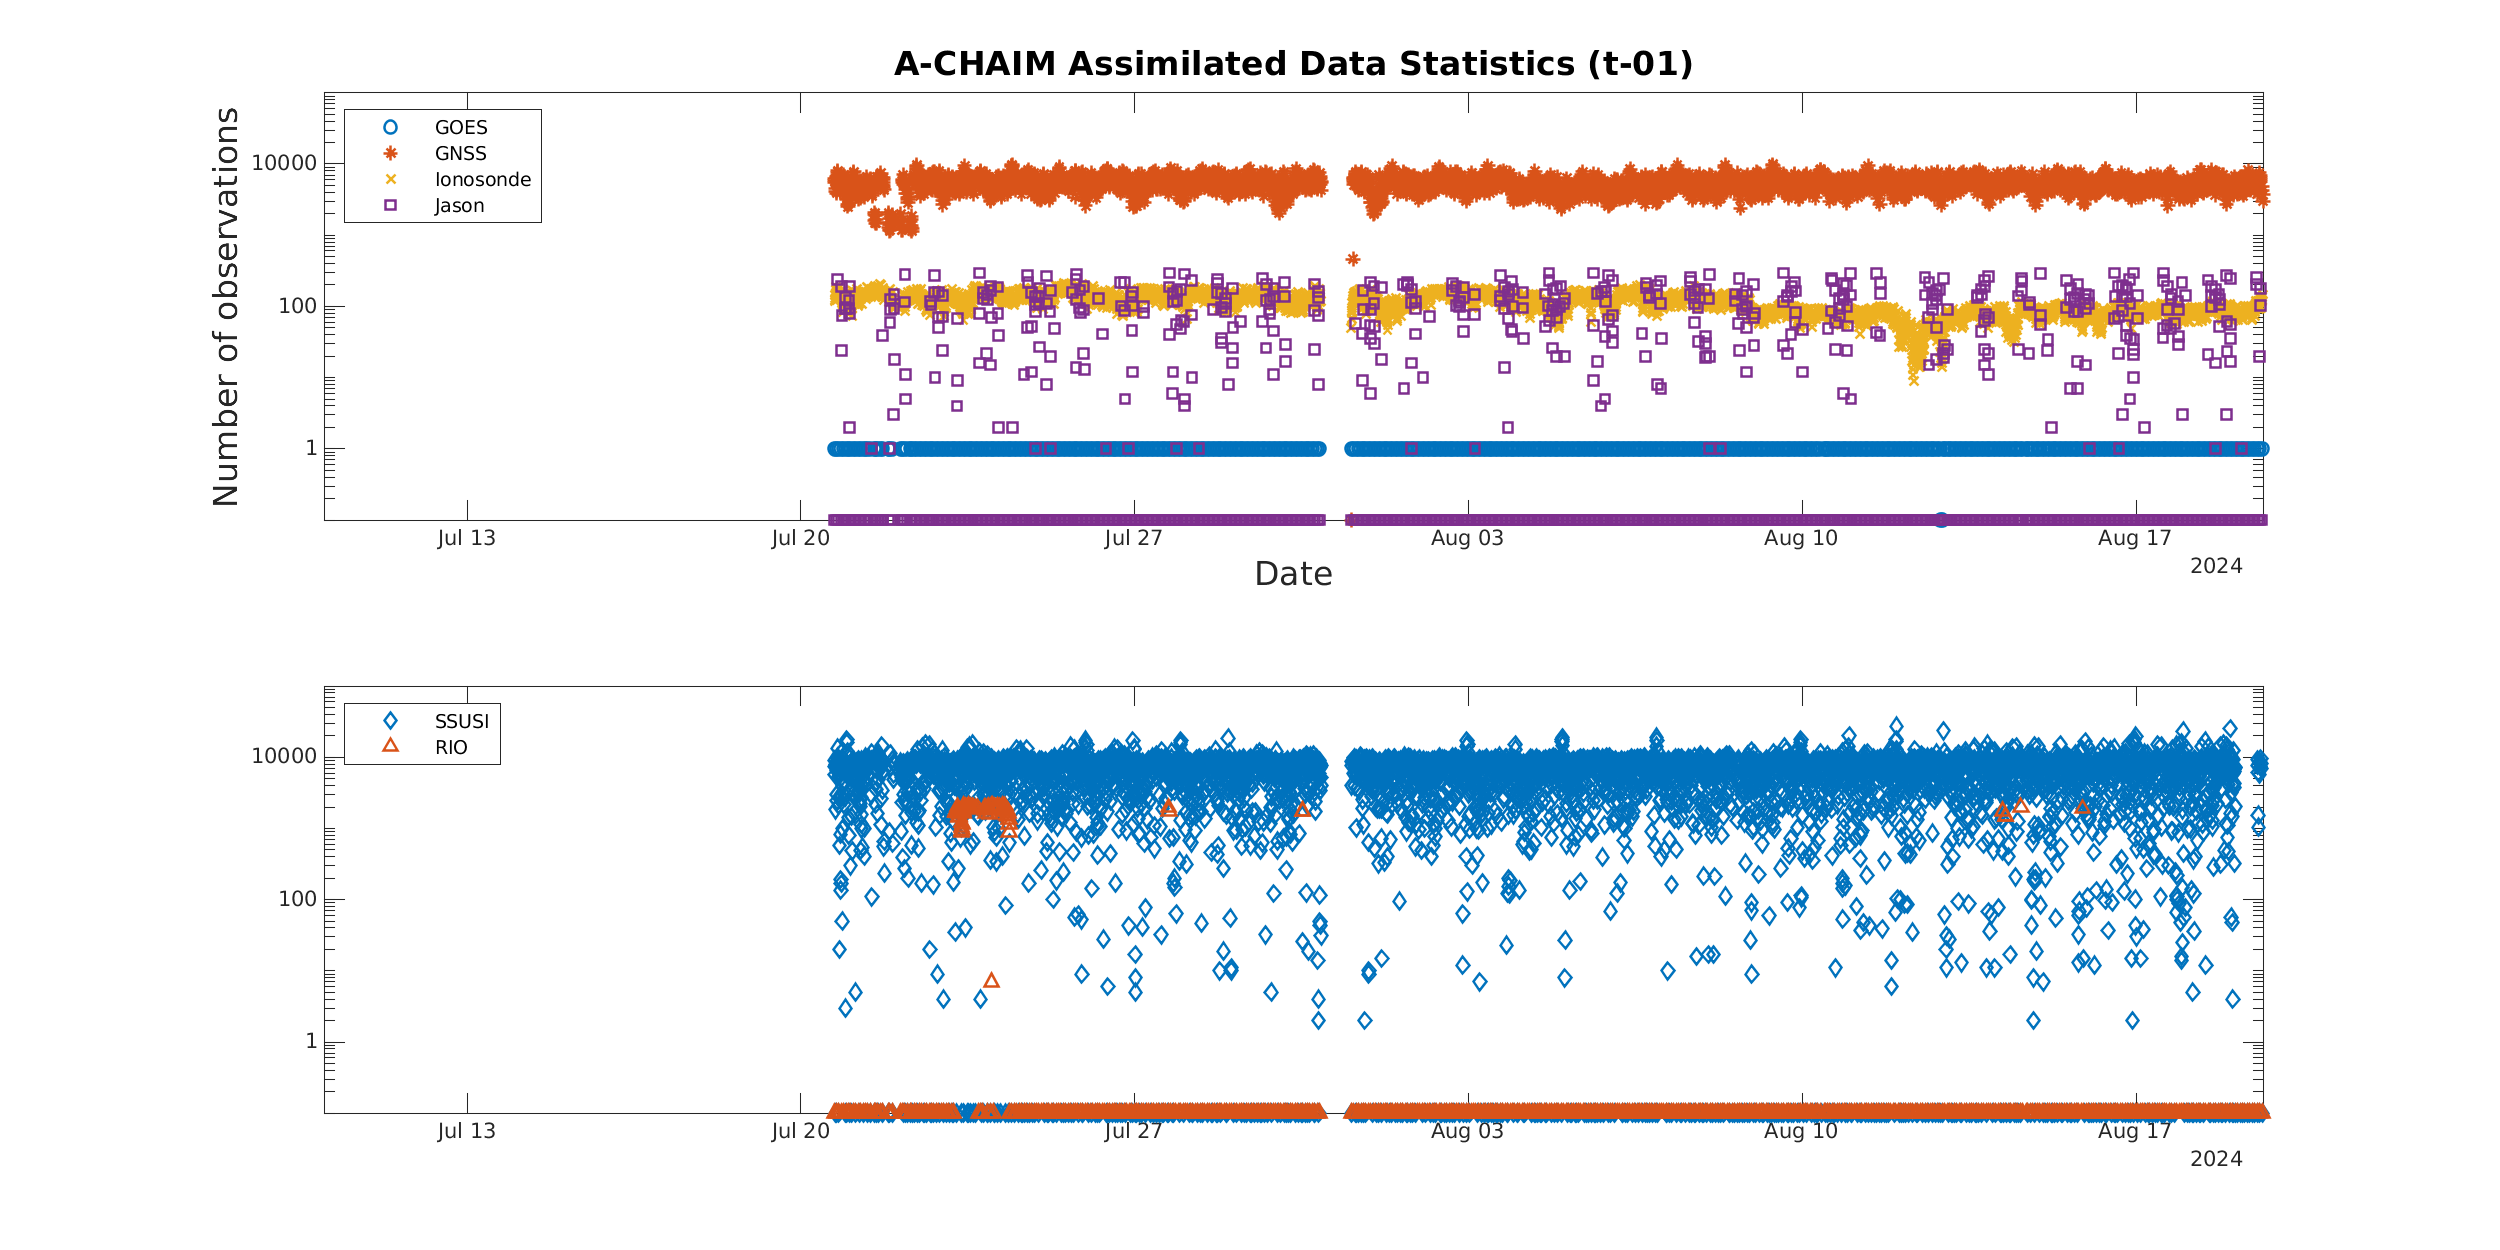 A-CHAIM Assimilated Data Statistics (t-01)
Number of observations
10000
100
1
GOES
GNSS
Ionosonde
Jason
Jul 13
Jul 20
Jul 27
Aug 03
Aug 10
Aug 17
2024
Date
10000
100
1
SSUSI
RIO
Jul 13
Jul 20
Jul 27
Aug 03
Aug 10
Aug 17
2024